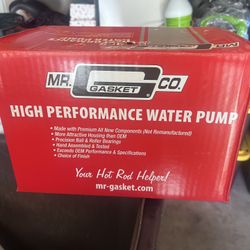 MR. GASKET CO.
HIGH PERFORMANCE WATER PUMP
• Made with Premium All New Components (Not Remanufactured)
• More Attractive Housing then OEM
• Precision Ball & Roller Bearings
• Hand Assembled & Tested
• Exceeds OEM Performance & Specifications
• Choice of Finish
Your Hot Rod Helper!
mr-gasket.com